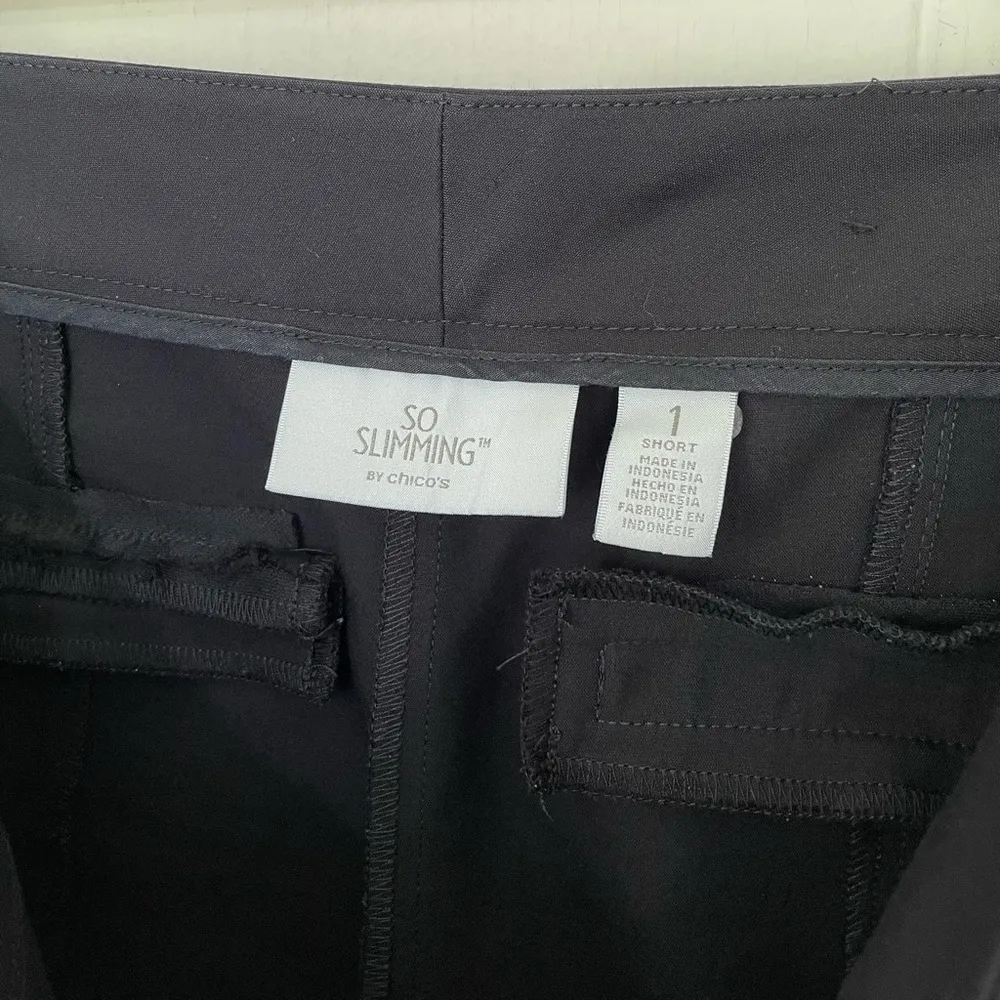 SO
SLIMMING™
BY chico's
1
SHORT
MADE IN
INDONESIA
HECHO EN
INDONESIA
FABRIQUÉ EN
INDONÉSIE